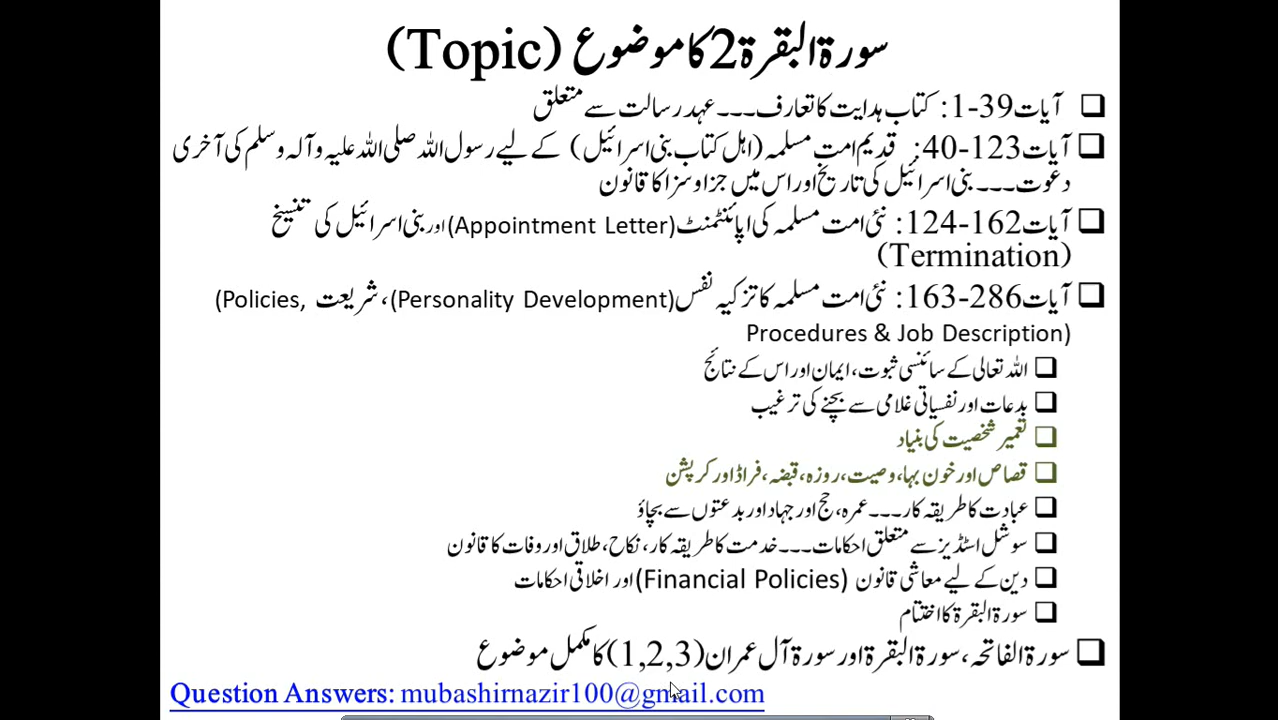 سورۃ البقرۃ 2 کا موضوع (Topic)
❑ آیات 39-1: کتاب ہدایت کا تعارف۔۔۔ عہد رسالت سے متعلق
❑ آیات 123-40: قدیم امت مسلمہ (اہل کتاب بنی اسرائیل) کے لیے رسول اللہ صلی اللہ علیہ وآلہ وسلم کی آخری
دعوت۔۔۔ بنی اسرائیل کی تاریخ اور اس میں جزا و سزا کا قانون
❑ آیات 162-124: نئی امت مسلمہ کی اپائنٹمنٹ (Appointment Letter) اور بنی اسرائیل کی تنسیخ
(Termination)
❑ آیات 286-163: نئی امت مسلمہ کا تزکیہ نفس (Personality Development)، شریعت (Policies,
Procedures & Job Description)
❑ اللہ تعالی کے سائنسی ثبوت، ایمان اور اس کے نتائج
❑ بدعات اور نفسیاتی غلامی سے بچنے کی ترغیب
❑ تعمیر شخصیت کی بنیاد
❑ قصاص اور خون بہا، وصیت، روزہ، قبضہ، فراڈ اور کرپشن
❑ عبادت کا طریقہ کار۔۔۔ عمرہ، حج اور جہاد اور بدعتوں سے بچاؤ
❑ سوشل اسٹڈیز سے متعلق احکامات۔۔۔ خدمت کا طریقہ کار، نکاح، طلاق اور وفات کا قانون
❑ دین کے لیے معاشی قانون (Financial Policies) اور اخلاقی احکامات
❑ سورۃ البقرۃ کا اختتام
❑ سورۃ الفاتحہ، سورۃ البقرۃ اور سورۃ آل عمران (1,2,3) کا مکمل موضوع
Question Answers: mubashirnazir100@gmail.com